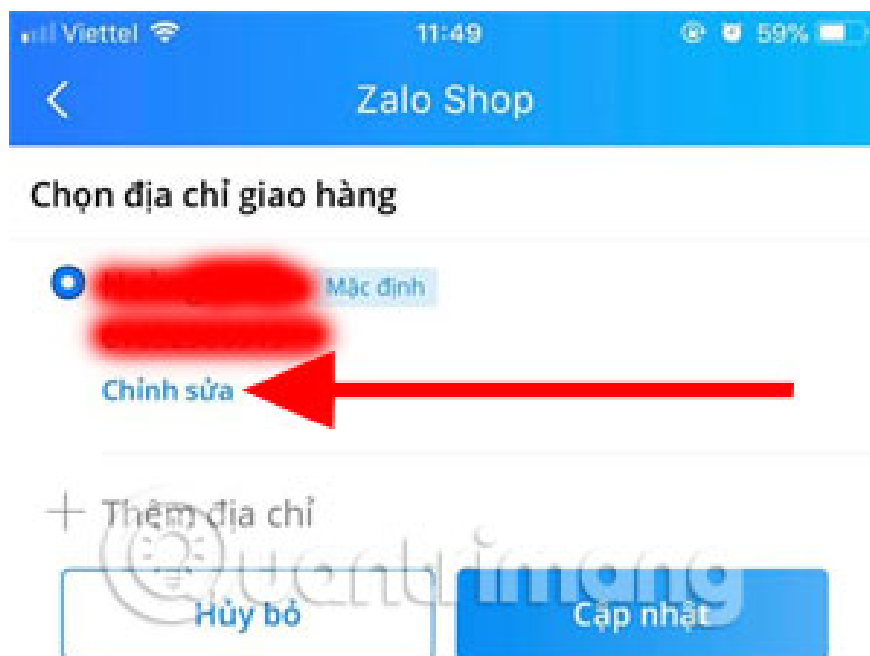 Viettel 11:49 59%
Zalo Shop
Chọn địa chỉ giao hàng
Mặc định
Chỉnh sửa
+ Thêm địa chỉ
Quantrimang
Hủy bỏ Cập nhật